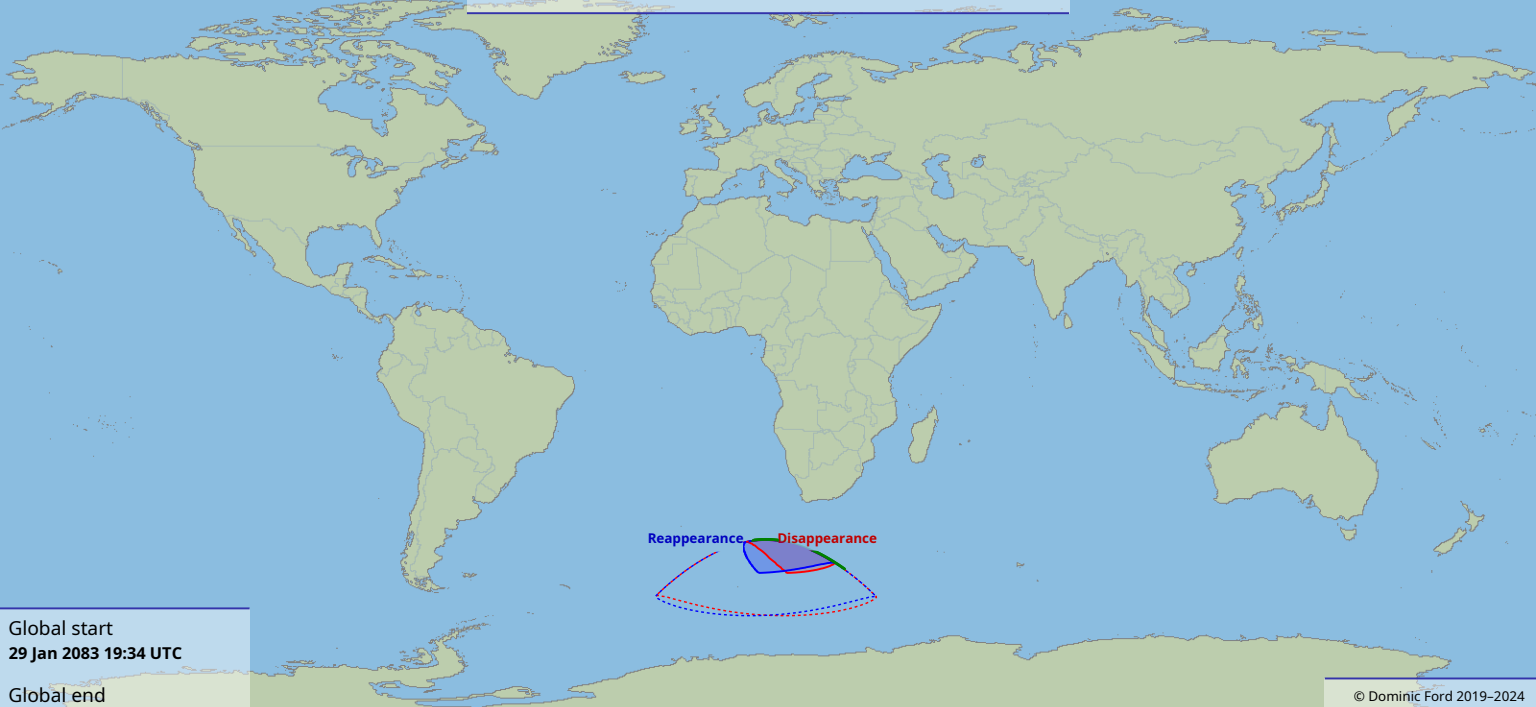 Reappearance
Disappearance
Global start
29 Jan 2083 19:34 UTC
Global end
© Dominic Ford 2019–2024